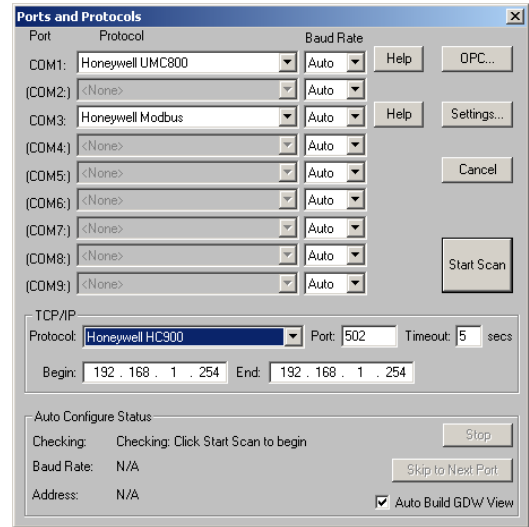 Ports and Protocols
Port Protocol Baud Rate
COM1: Honeywell UMC800 Auto Help OPC...
(COM2:) <None> Auto
COM3: Honeywell Modbus Auto Help Settings...
(COM4:) <None> Auto
(COM5:) <None> Auto Cancel
(COM6:) <None> Auto
(COM7:) <None> Auto
(COM8:) <None> Auto
(COM9:) <None> Auto
Start Scan
TCP/IP
Protocol: Honeywell HC900 Port: 502 Timeout: 5 secs
Begin: 192 . 168 . 1 . 254 End: 192 . 168 . 1 . 254
Auto Configure Status
Checking: Checking: Click Start Scan to begin Stop
Baud Rate: N/A Skip to Next Port
Address: N/A Auto Build GDW View